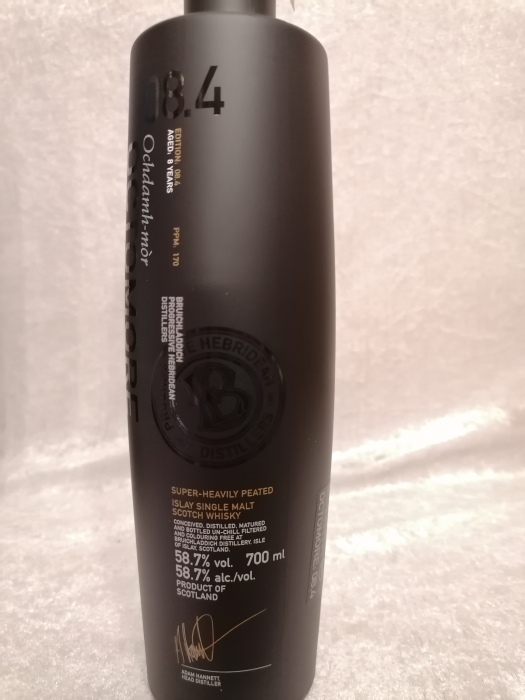 08.4
EDITION: 08.4
AGED: 8 YEARS
PPM: 170
Ochdamh-mòr
OCTOMORE
BRUICHLADDICH
PROGRESSIVE HEBRIDEAN
DISTILLERS
HEBRIDEAN
DISTILLERS
B
SUPER-HEAVILY PEATED
ISLAY SINGLE MALT
SCOTCH WHISKY
CONCEIVED, DISTILLED, MATURED
AND BOTTLED UN-CHILL FILTERED
AND COLOURING FREE AT
BRUICHLADDICH DISTILLERY, ISLE
OF ISLAY, SCOTLAND.
58.7% vol. 700 ml
58.7% alc./vol.
PRODUCT OF
SCOTLAND
ADAM HANNETT,
HEAD DISTILLER